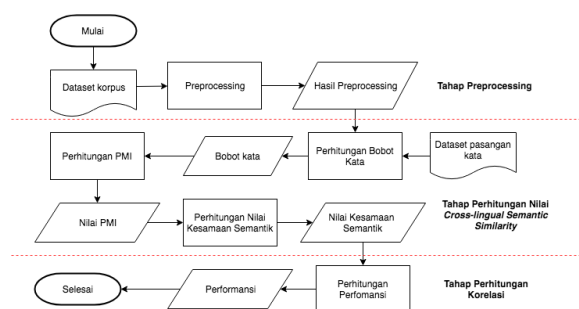 Mulai
Dataset korpus
Preprocessing
Hasil Preprocessing
Tahap Preprocessing
Perhitungan PMI
Bobot kata
Perhitungan Bobot
Kata
Dataset pasangan
kata
Nilai PMI
Perhitungan Nilai
Kesamaan Semantik
Nilai Kesamaan
Semantik
Tahap Perhitungan Nilai
Cross-lingual Semantic
Similarity
Selesai
Performansi
Perhitungan
Perfomansi
Tahap Perhitungan
Korelasi